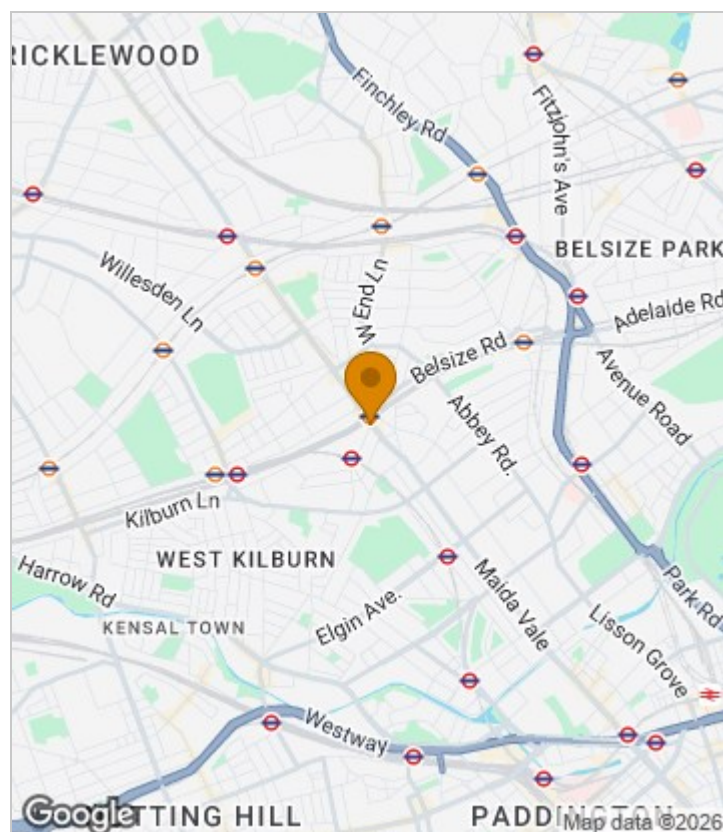 RICKLEWOOD
Finchley Rd
Fitzjohn's Ave
BELSIZE PARK
Willesden Ln
W End Ln
Adelaide Rd
Belsize Rd
Avenue Road
Abbey Rd.
Kilburn Ln
WEST KILBURN
Harrow Rd
Maida Vale
Park Rd
KENSAL TOWN
Elgin Ave.
Lisson Grove
Westway
Google
TTING HILL
PADDINGTON
Map data ©2026